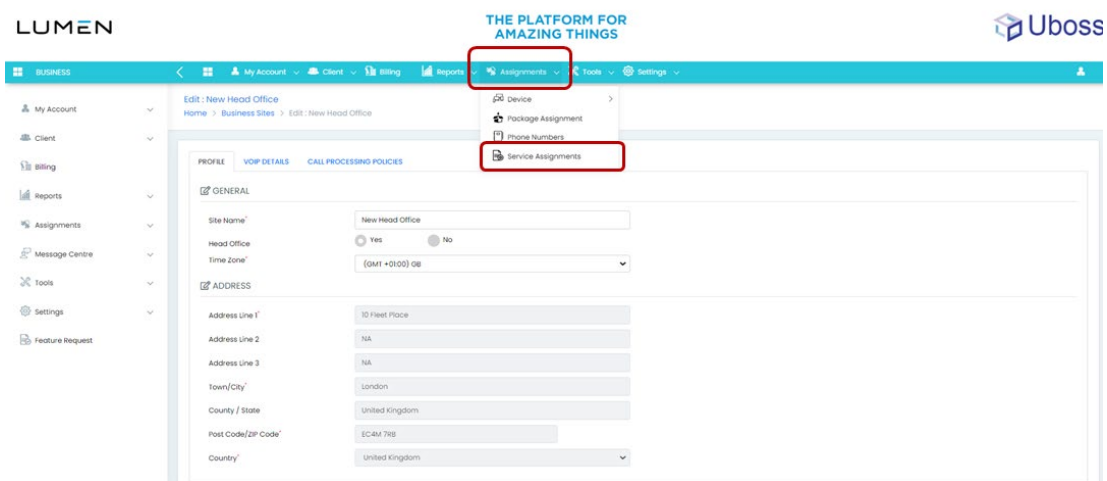 LUMEN
THE PLATFORM FOR
AMAZING THINGS
Uboss
BUSINESS
My Account
Client
Billing
Reports
Assignments
Tools
Settings
Device
Package Assignment
Phone Numbers
Service Assignments
Edit : New Head Office
Home > Business Sites > Edit : New Head Office
My Account
Client
Billing
Reports
Assignments
Message Centre
Tools
Settings
Feature Request
PROFILE
VOIP DETAILS
CALL PROCESSING POLICIES
GENERAL
Site Name*
New Head Office
Head Office
Yes
No
Time Zone*
(GMT +01:00) GB
ADDRESS
Address Line 1*
10 Fleet Place
Address Line 2
NA
Address Line 3
NA
Town/City*
London
County / State
United Kingdom
Post Code/ZIP Code*
EC4M 7RB
Country*
United Kingdom